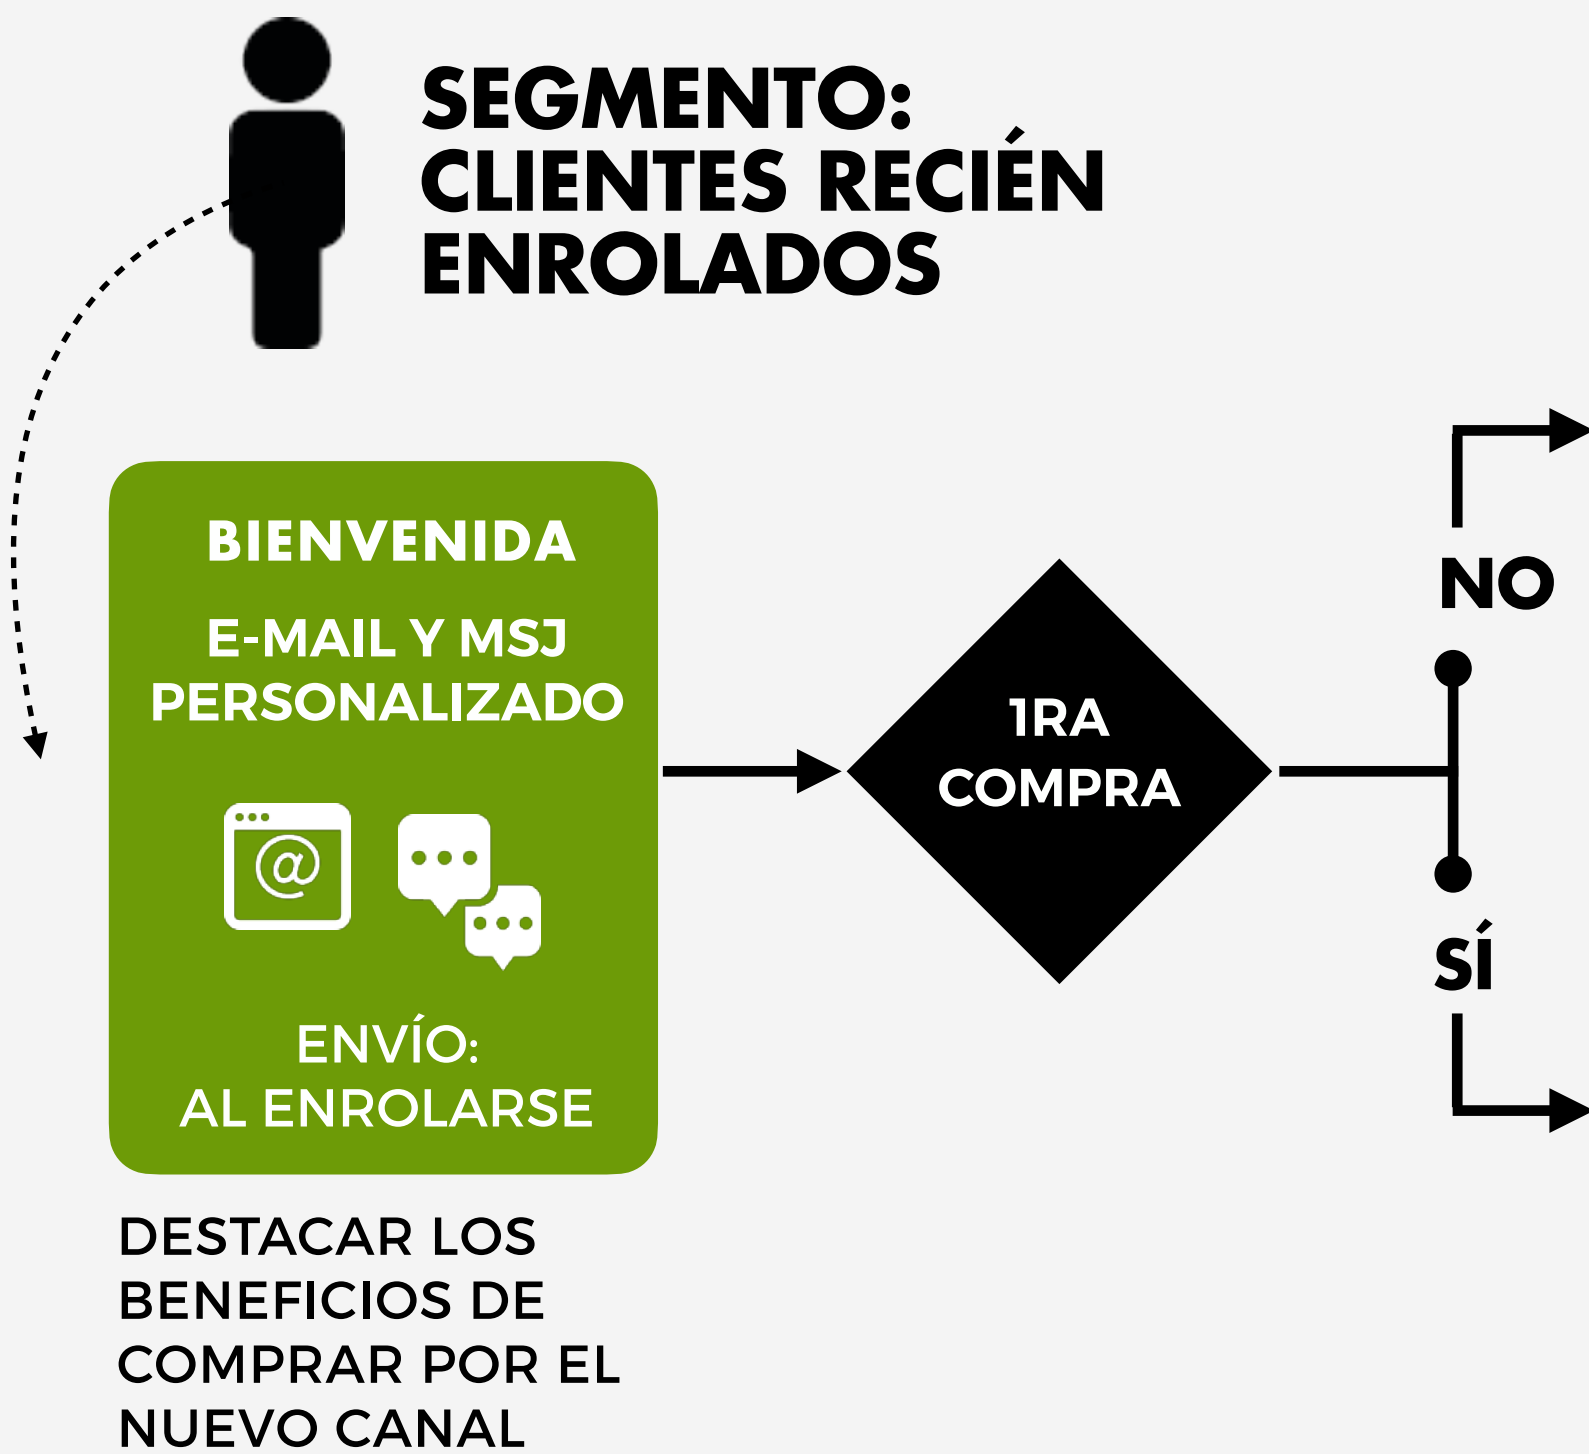 SEGMENTO:
CLIENTES RECIÉN
ENROLADOS
BIENVENIDA
E-MAIL Y MSJ
PERSONALIZADO
@
ENVÍO:
AL ENROLARSE
DESTACAR LOS
BENEFICIOS DE
COMPRAR POR EL
NUEVO CANAL
1RA
COMPRA
NO
SÍ